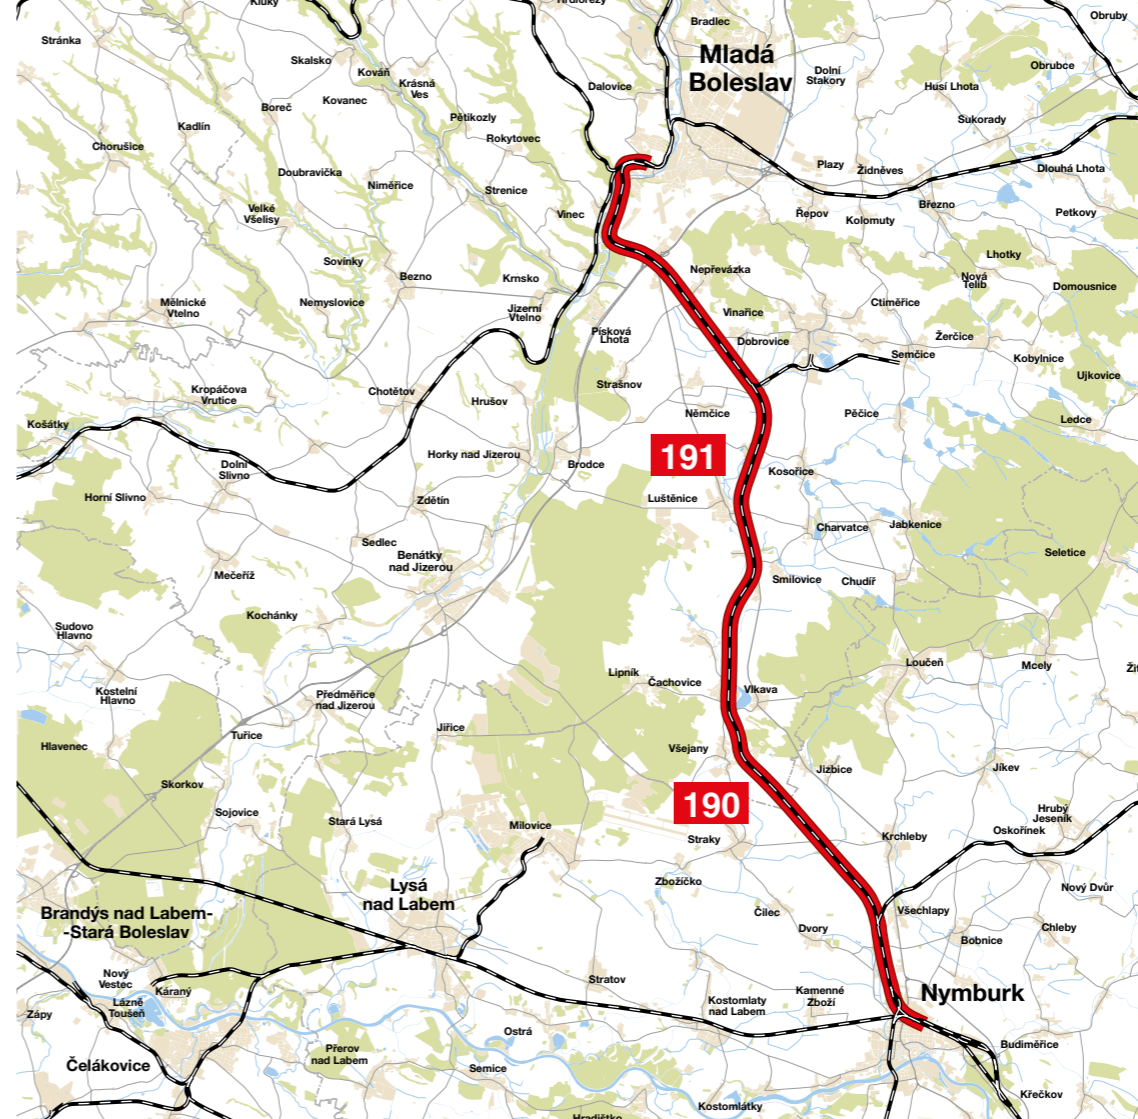 Kluky
Bradlec
Obruby
Stránka
Skalsko
Mladá
Boleslav
Kováň
Krásná
Ves
Dalovice
Dolní
Stakory
Obrubce
Husí Lhota
Boreč
Kovanec
Pětikozly
Sukorady
Kadlín
Rokytovec
Chorušice
Doubravička
Plazy
Židněves
Dlouhá Lhota
Niměřice
Strenice
Velké
Všelisy
Vinec
Řepov
Kolomuty
Březno
Petkovy
Sovínky
Bezno
Krnsko
Nepřevázka
Lhotky
Nová
Telib
Domousnice
Mělnické
Vtelno
Nemyslovice
Jizerní
Vtelno
Vinařice
Ctiměřice
Písková
Lhota
Dobrovice
Žerčice
Semčice
Kobylnice
Kropáčova
Vrutice
Chotětov
Strašnov
Ujkovice
Hrušov
Němčice
Pěčice
Ledce
Košátky
Horky nad Jizerou
191
Dolní
Slivno
Brodce
Kosořice
Horní Slivno
Zdětín
Luštěnice
Charvatce
Jabkenice
Sedlec
Benátky
nad Jizerou
Seletice
Mečeříž
Smilovice
Chudíř
Kochánky
Sudovo
Hlavno
Loučeň
Mcely
Lipník
Čachovice
Vlkava
Kostelní
Hlavno
Předměřice
nad Jizerou
Jiřice
Tuřice
Hlavenec
Všejany
Jizbice
Jíkev
Skorkov
190
Sojovice
Stará Lysá
Milovice
Straky
Krchleby
Hrubý
Jeseník
Oskořínek
Zbožíčko
Lysá
nad Labem
Nový Dvůr
Brandýs nad Labem-
-Stará Boleslav
Čilec
Všechlapy
Dvory
Bobnice
Chleby
Nový
Vestec
Káraný
Stratov
Kamenné
Zboží
Nymburk
Lázně
Toušeň
Zápy
Kostomlaty
nad Labem
Ostrá
Budiměřice
Přerov
nad Labem
Čelákovice
Semice
Křečkov
Kostomlátky
Hradištko